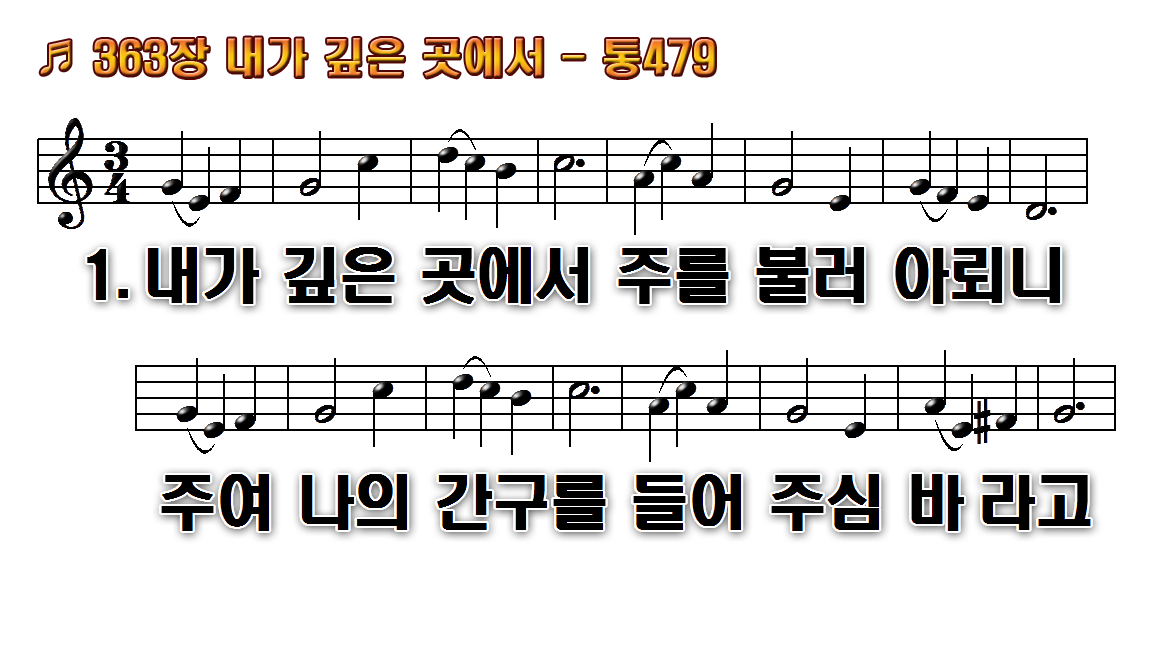 ♬ 363장 내가 깊은 곳에서 - 통479
3
4
1. 내가 깊은 곳에서 주를 불러 아뢰니
주여 나의 간구를 들어 주심 바라고